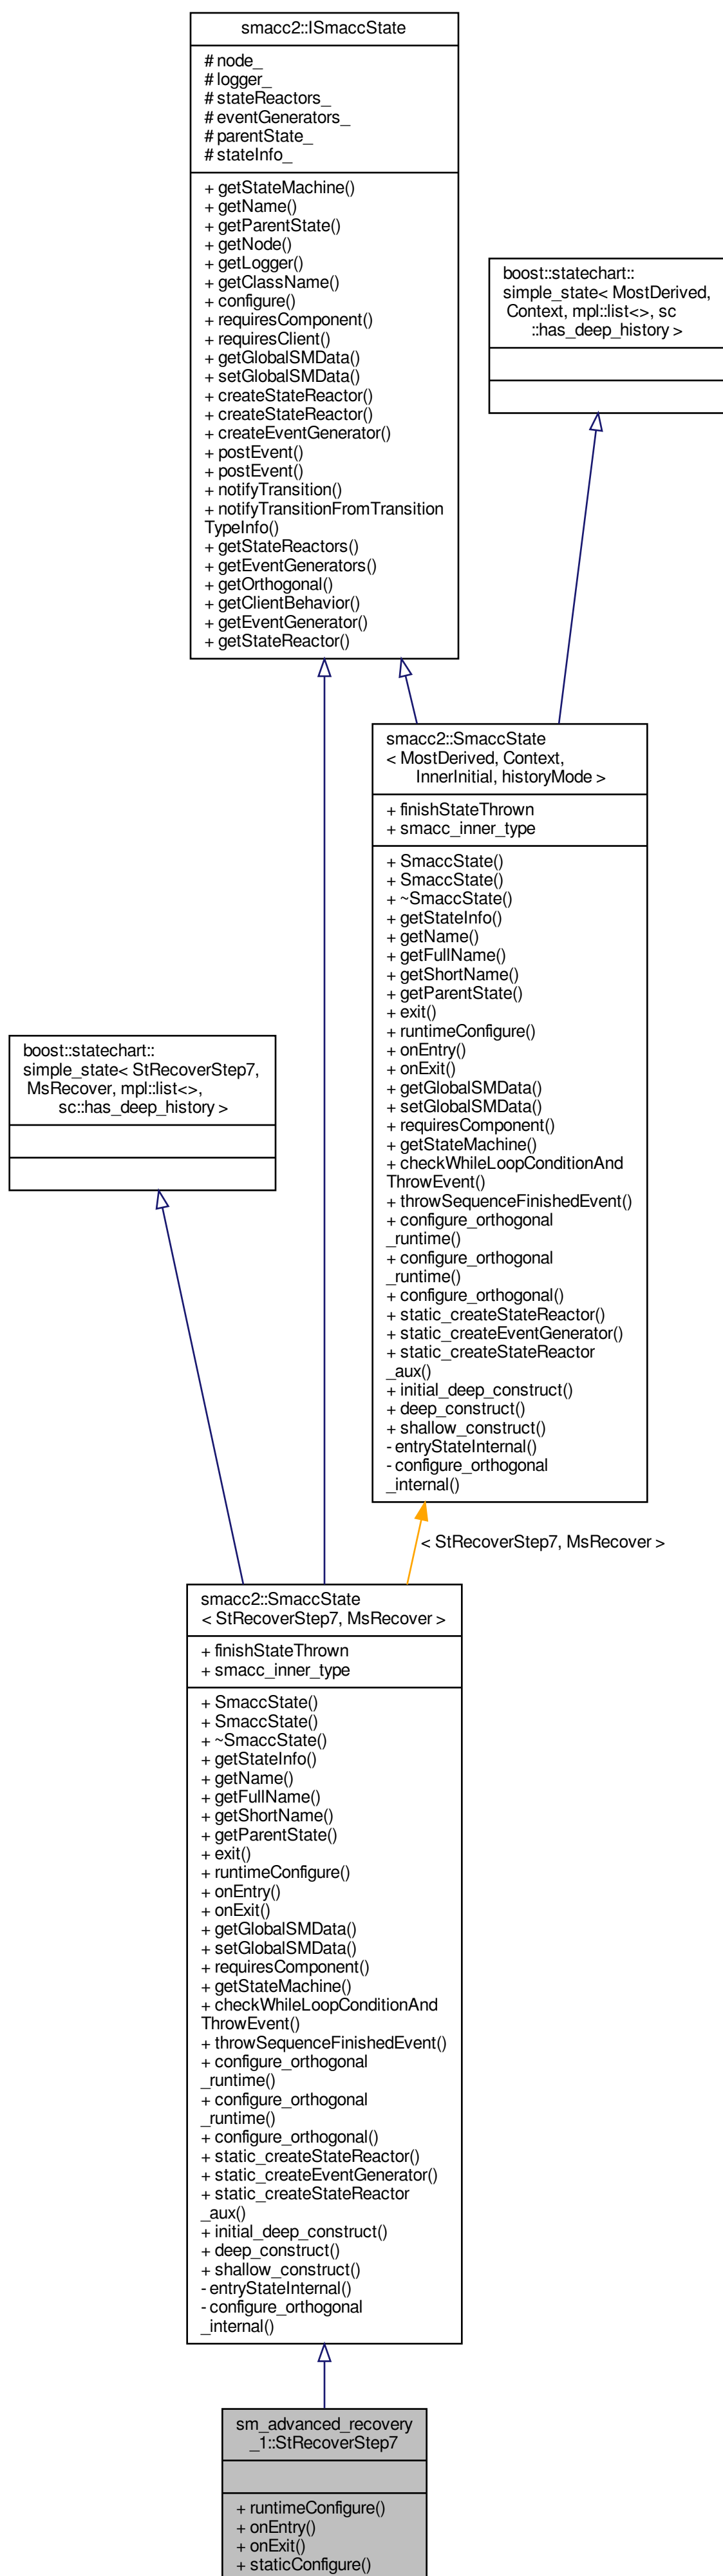 smacc2::ISmaccState
# node_
# logger_
# stateReactors_
# eventGenerators_
# parentState_
# stateInfo_
+ getStateMachine()
+ getName()
+ getParentState()
+ getNode()
+ getLogger()
+ getClassName()
+ configure()
+ requiresComponent()
+ requiresClient()
+ getGlobalSMData()
+ setGlobalSMData()
+ createStateReactor()
+ createStateReactor()
+ createEventGenerator()
+ postEvent()
+ postEvent()
+ notifyTransition()
+ notifyTransitionFromTransition
TypeInfo()
+ getStateReactors()
+ getEventGenerators()
+ getOrthogonal()
+ getClientBehavior()
+ getEventGenerator()
+ getStateReactor()
boost::statechart::
simple_state< MostDerived,
Context, mpl::list<>, sc
::has_deep_history >
smacc2::SmaccState
< MostDerived, Context,
InnerInitial, historyMode >
+ finishStateThrown
+ smacc_inner_type
+ SmaccState()
+ SmaccState()
+ ~SmaccState()
+ getStateInfo()
+ getName()
+ getFullName()
+ getShortName()
+ getParentState()
+ exit()
+ runtimeConfigure()
+ onEntry()
+ onExit()
+ getGlobalSMData()
+ setGlobalSMData()
+ requiresComponent()
+ getStateMachine()
+ checkWhileLoopConditionAnd
ThrowEvent()
+ throwSequenceFinishedEvent()
+ configure_orthogonal
_runtime()
+ configure_orthogonal
_runtime()
+ configure_orthogonal()
+ static_createStateReactor()
+ static_createEventGenerator()
+ static_createStateReactor
_aux()
+ initial_deep_construct()
+ deep_construct()
+ shallow_construct()
- entryStateInternal()
- configure_orthogonal
_internal()
boost::statechart::
simple_state< StRecoverStep7,
MsRecover, mpl::list<>,
sc::has_deep_history >
< StRecoverStep7, MsRecover >
smacc2::SmaccState
< StRecoverStep7, MsRecover >
+ finishStateThrown
+ smacc_inner_type
+ SmaccState()
+ SmaccState()
+ ~SmaccState()
+ getStateInfo()
+ getName()
+ getFullName()
+ getShortName()
+ getParentState()
+ exit()
+ runtimeConfigure()
+ onEntry()
+ onExit()
+ getGlobalSMData()
+ setGlobalSMData()
+ requiresComponent()
+ getStateMachine()
+ checkWhileLoopConditionAnd
ThrowEvent()
+ throwSequenceFinishedEvent()
+ configure_orthogonal
_runtime()
+ configure_orthogonal
_runtime()
+ configure_orthogonal()
+ static_createStateReactor()
+ static_createEventGenerator()
+ static_createStateReactor
_aux()
+ initial_deep_construct()
+ deep_construct()
+ shallow_construct()
- entryStateInternal()
- configure_orthogonal
_internal()
sm_advanced_recovery
_1::StRecoverStep7
+ runtimeConfigure()
+ onEntry()
+ onExit()
+ staticConfigure()